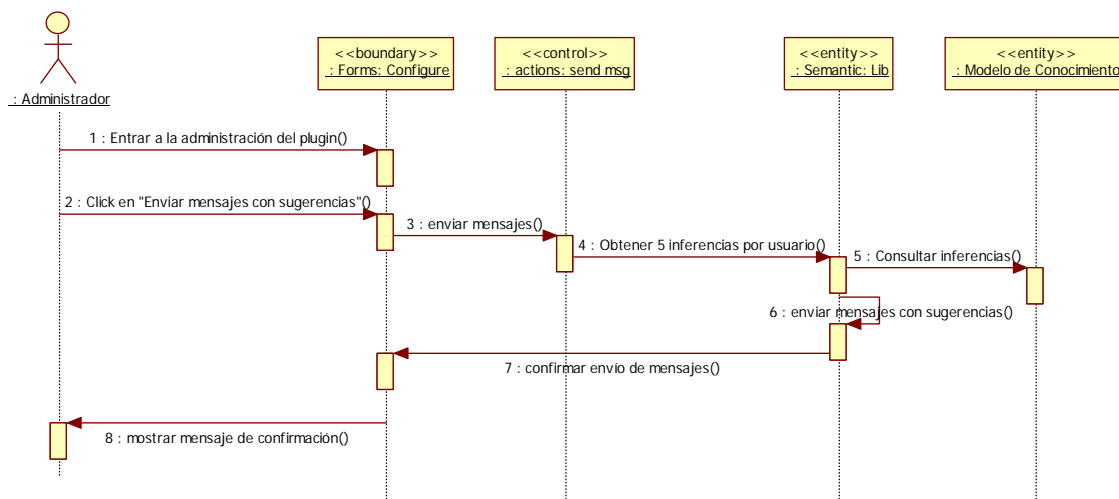 <<boundary>>
: Forms: Configure
<<control>>
: actions: send msg
<<entity>>
: Semantic: Lib
<<entity>>
: Modelo de Conocimiento
: Administrador
1 : Entrar a la administración del plugin()
2 : Click en "Enviar mensajes con sugerencias"()
3 : enviar mensajes()
4 : Obtener 5 inferencias por usuario()
5 : Consultar inferencias()
6 : enviar mensajes con sugerencias()
7 : confirmar envío de mensajes()
8 : mostrar mensaje de confirmación()